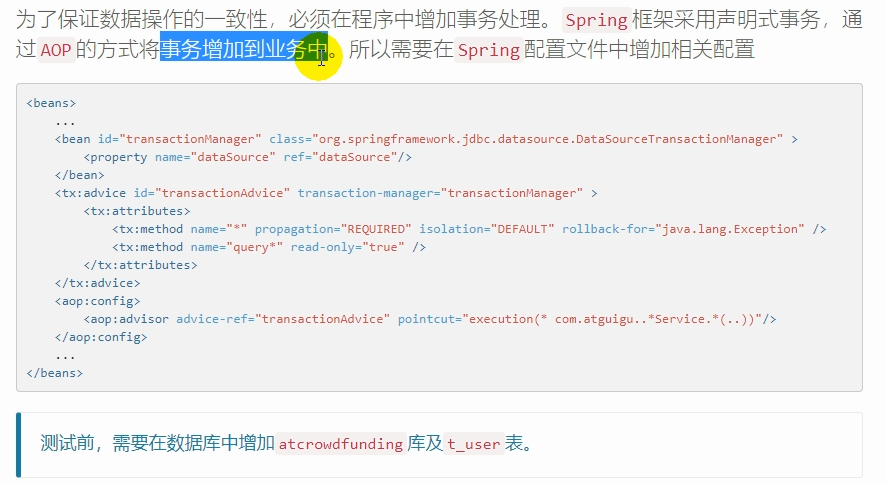 为了保证数据操作的一致性，必须在程序中增加事务处理。Spring框架采用声明式事务，通
过AOP的方式将事务增加到业务中。所以需要在Spring配置文件中增加相关配置
<beans>
    ...
    <bean id="transactionManager" class="org.springframework.jdbc.datasource.DataSourceTransactionManager" >
        <property name="dataSource" ref="dataSource"/>
    </bean>
    <tx:advice id="transactionAdvice" transaction-manager="transactionManager" >
        <tx:attributes>
            <tx:method name="*" propagation="REQUIRED" isolation="DEFAULT" rollback-for="java.lang.Exception" />
            <tx:method name="query*" read-only="true" />
        </tx:attributes>
    </tx:advice>
    <aop:config>
        <aop:advisor advice-ref="transactionAdvice" pointcut="execution(* com.atguigu..*Service.*(..))"/>
    </aop:config>
    ...
</beans>
测试前，需要在数据库中增加atcrowdfunding库及t_user表。